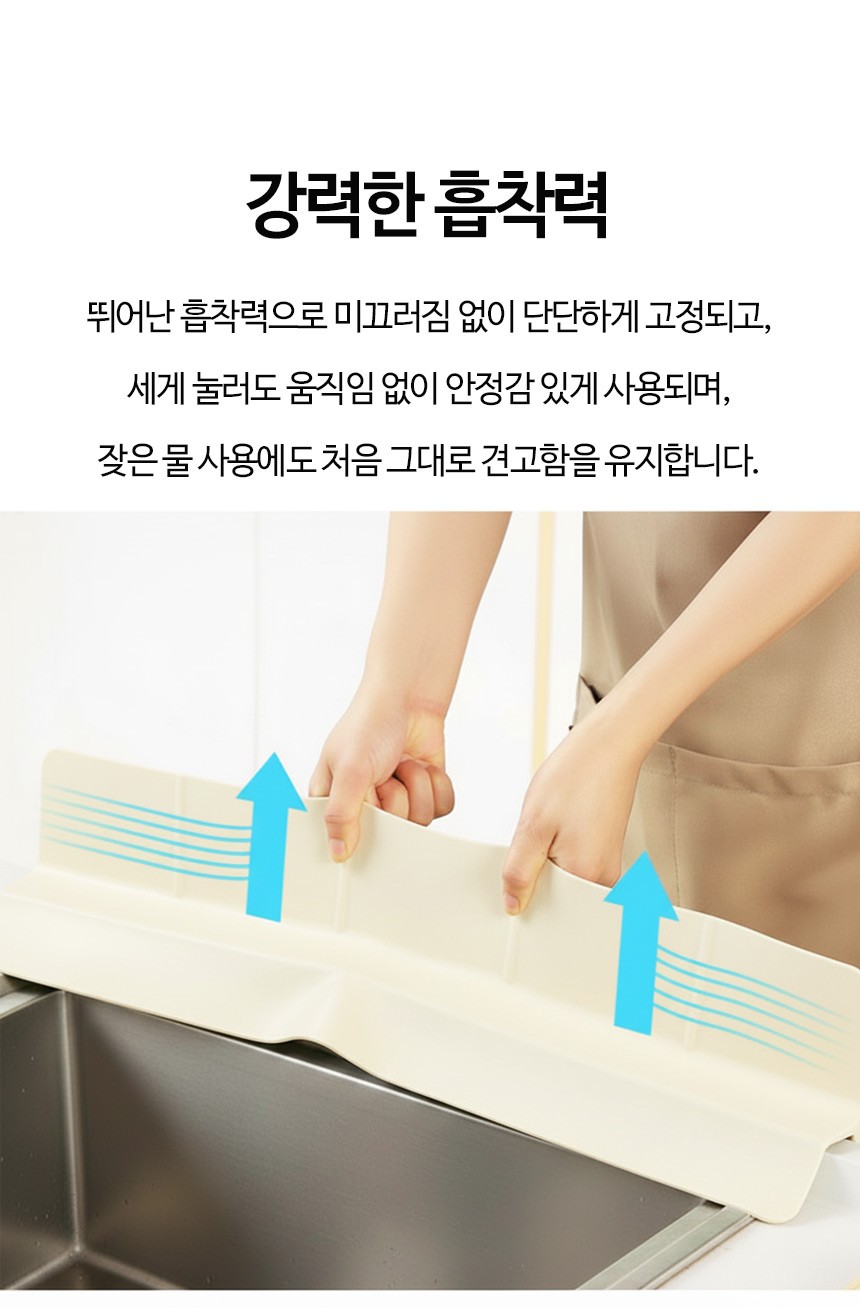 강력한 흡착력
뛰어난 흡착력으로 미끄러짐 없이 단단하게 고정되고,
세게 눌러도 움직임 없이 안정감 있게 사용되며,
잦은 물 사용에도 처음 그대로 견고함을 유지합니다.